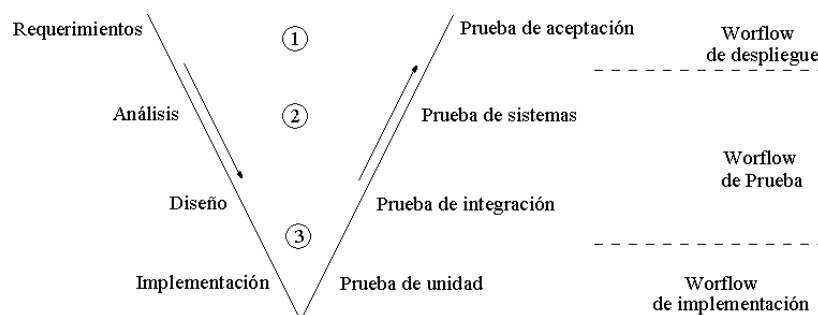 Requerimientos
1
Prueba de aceptación
Worflow
de despliegue
Análisis
2
Prueba de sistemas
Worflow
de Prueba
Diseño
Prueba de integración
3
Implementación
Prueba de unidad
Worflow
de implementación